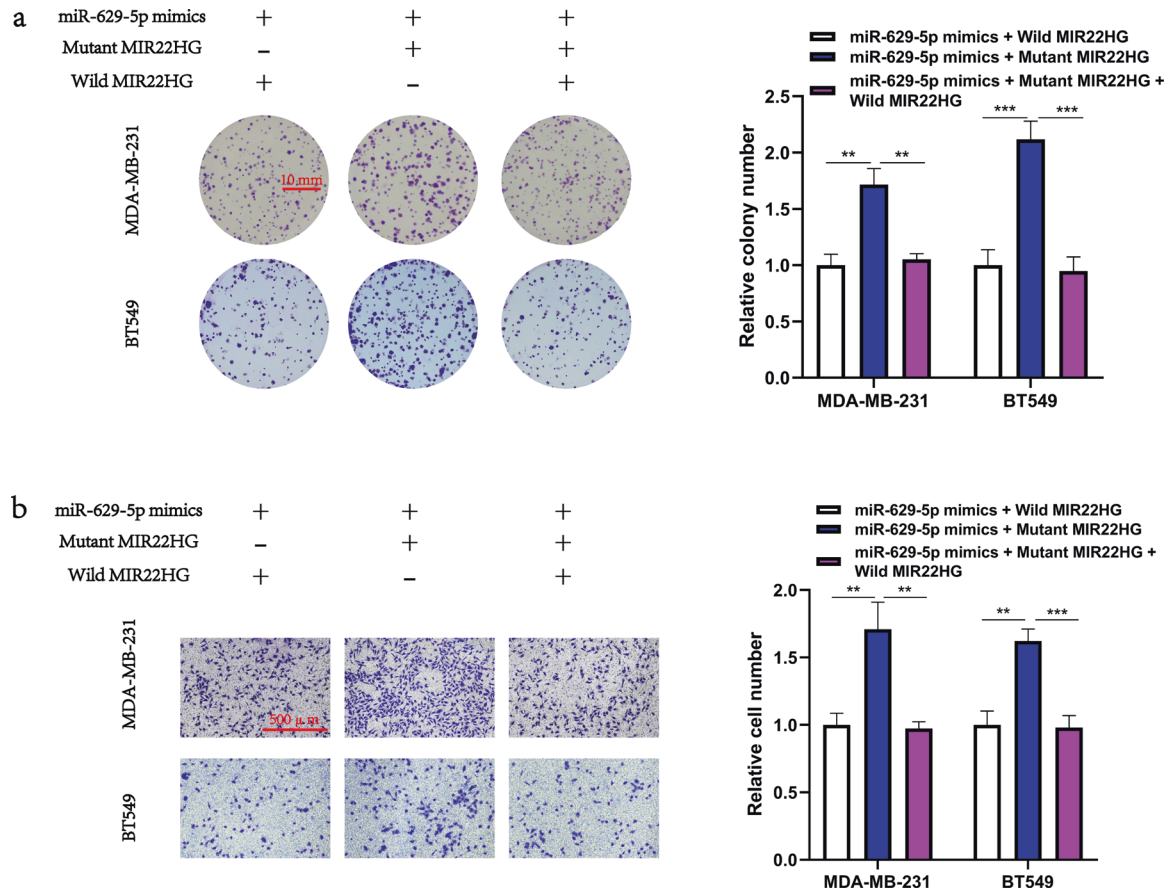 a
miR-629-5p mimics + + +
Mutant MIR22HG – + +
Wild MIR22HG + – +
MDA-MB-231
10 mm
BT549
miR-629-5p mimics + Wild MIR22HG
miR-629-5p mimics + Mutant MIR22HG
miR-629-5p mimics + Mutant MIR22HG +
Wild MIR22HG
Relative colony number
2.5
2.0
1.5
1.0
0.5
0.0
** **
*** ***
MDA-MB-231 BT549
b
miR-629-5p mimics + + +
Mutant MIR22HG – + +
Wild MIR22HG + – +
MDA-MB-231
500 μm
BT549
miR-629-5p mimics + Wild MIR22HG
miR-629-5p mimics + Mutant MIR22HG
miR-629-5p mimics + Mutant MIR22HG +
Wild MIR22HG
Relative cell number
2.0
1.5
1.0
0.5
0.0
** **
** ***
MDA-MB-231 BT549